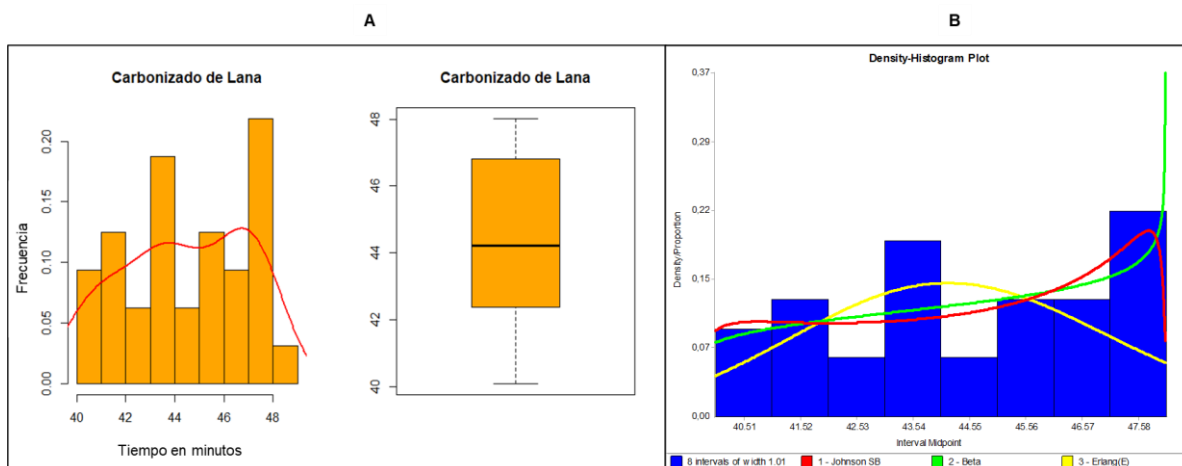 A
B
Carbonizado de Lana
Frecuencia
0.20
0.15
0.10
0.05
0.00
40
42
44
46
48
Tiempo en minutos
Carbonizado de Lana
48
46
44
42
40
Density-Histogram Plot
Density/Proportion
0,37
0,29
0,22
0,15
0,07
0,00
40.51
41.52
42.53
43.54
44.55
45.56
46.57
47.58
Interval Midpoint
8 intervals of width 1.01
1 - Johnson SB
2 - Beta
3 - Erlang(E)